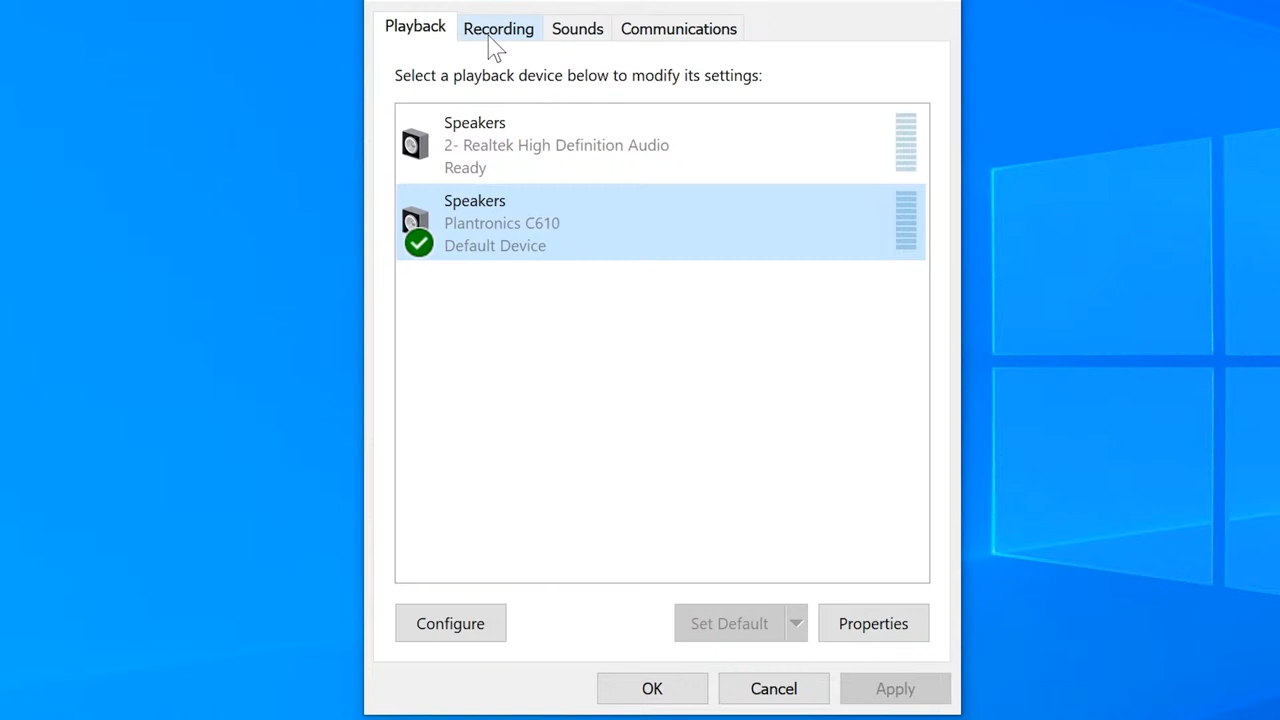 Playback
Recording
Sounds
Communications
Select a playback device below to modify its settings:
Speakers
2- Realtek High Definition Audio
Ready
Speakers
Plantronics C610
Default Device
Configure
Set Default
Properties
OK
Cancel
Apply